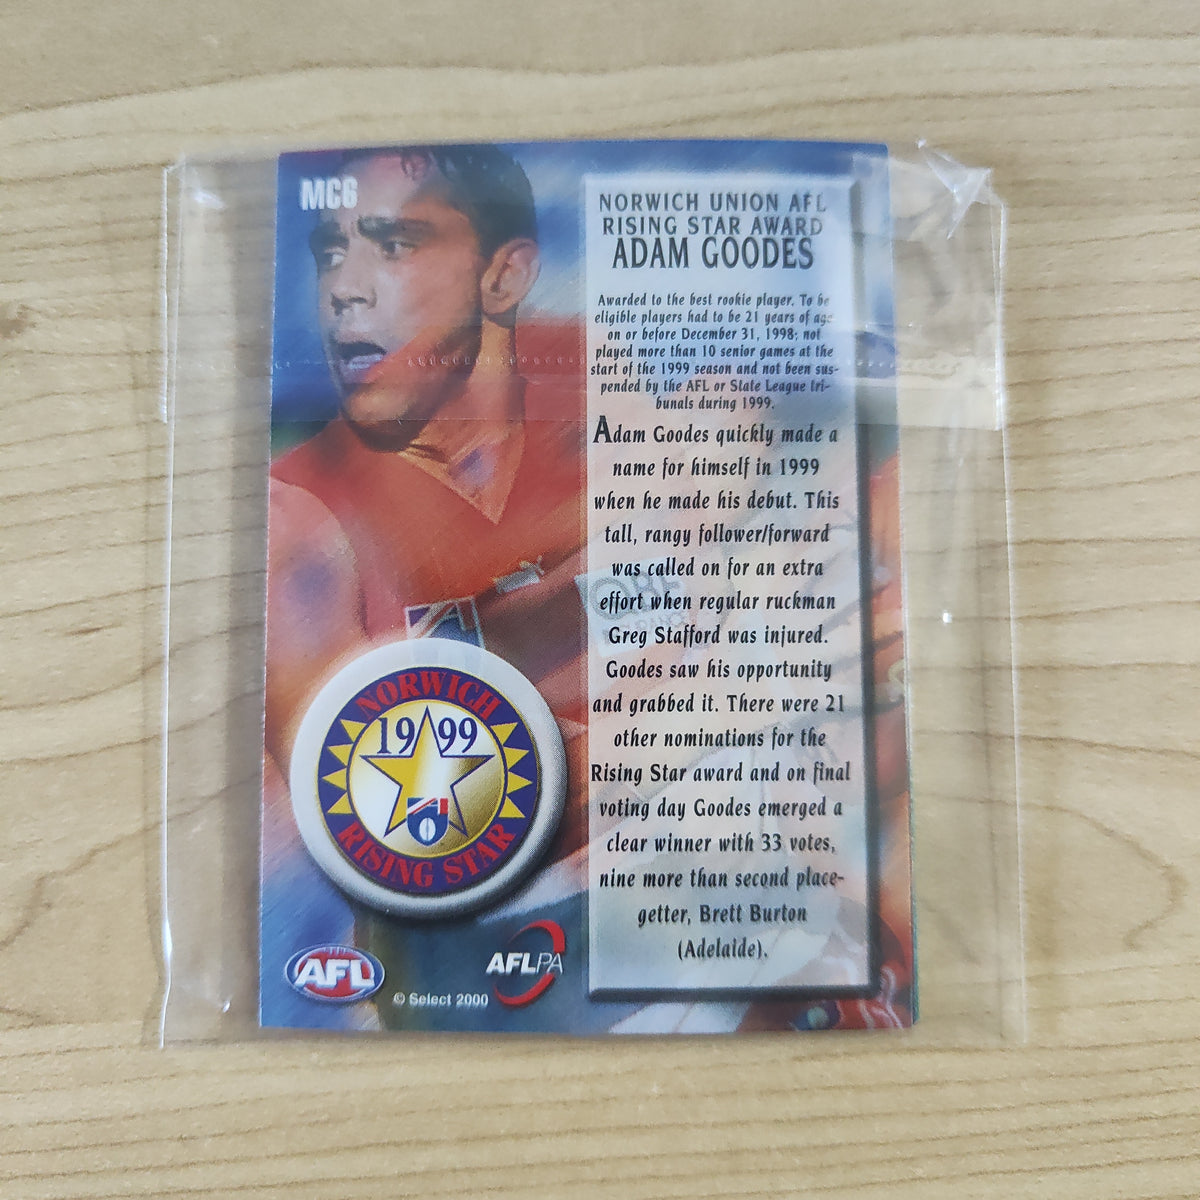 MC6
NORWICH UNION AFL
RISING STAR AWARD
ADAM GOODES
Awarded to the best rookie player. To be
eligible players had to be 21 years of age
on or before December 31, 1998; not
played more than 10 senior games at the
start of the 1999 season and not been sus-
pended by the AFL or State League tri-
bunals during 1999.
Adam Goodes quickly made a
name for himself in 1999
when he made his debut. This
tall, rangy follower/forward
was called on for an extra
effort when regular ruckman
Greg Stafford was injured.
Goodes saw his opportunity
and grabbed it. There were 21
other nominations for the
Rising Star award and on final
voting day Goodes emerged a
clear winner with 33 votes,
nine more than second place-
getter, Brett Burton
(Adelaide).
QBE
NORWICH
1999
RISING STAR
AFL
© Select 2000
AFLPA